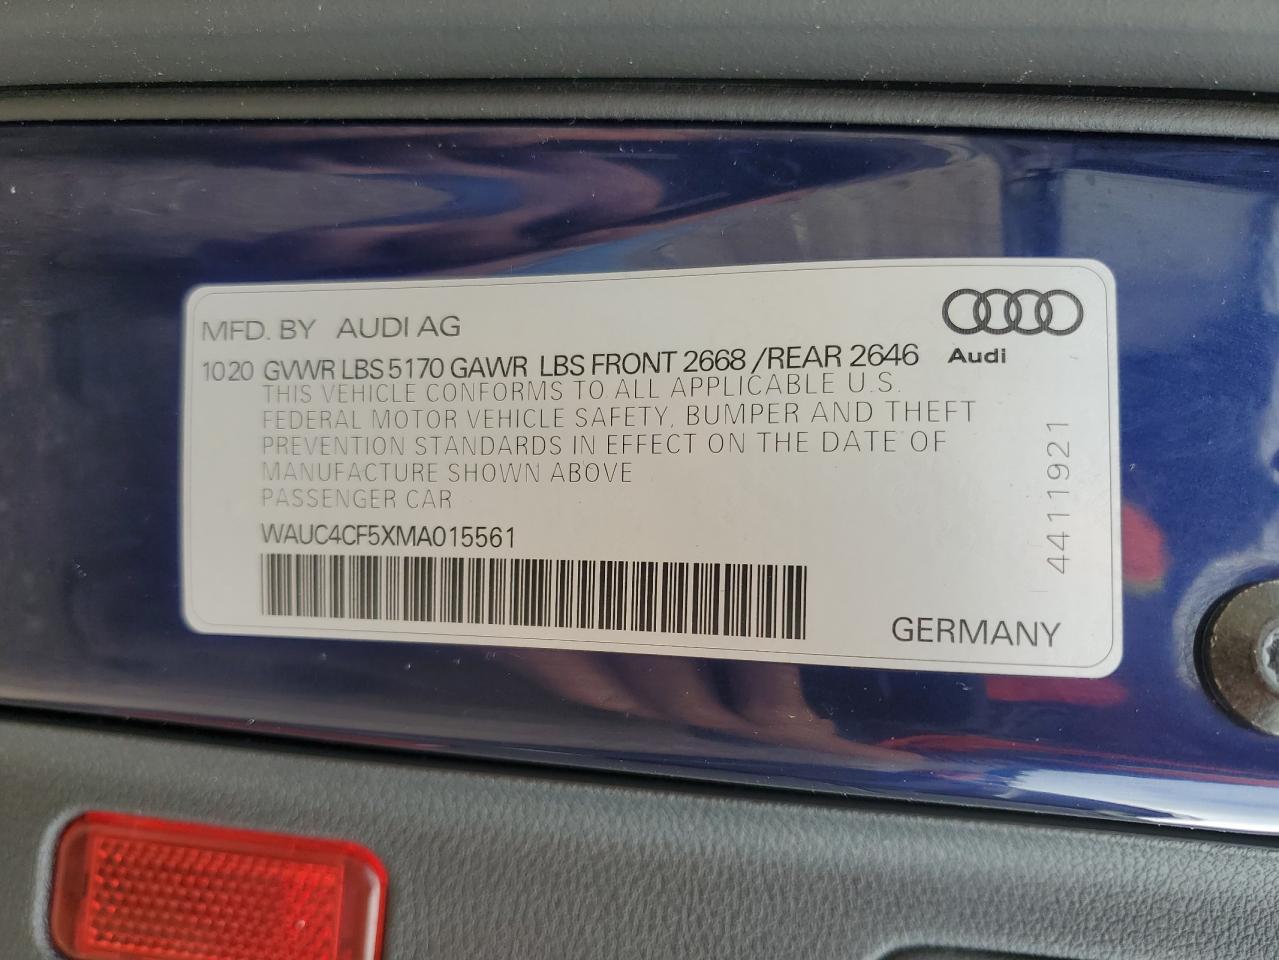 MFD. BY AUDI AG
1020 GVWR LBS 5170 GAWR LBS FRONT 2668 /REAR 2646
Audi
THIS VEHICLE CONFORMS TO ALL APPLICABLE U.S.
FEDERAL MOTOR VEHICLE SAFETY, BUMPER AND THEFT
PREVENTION STANDARDS IN EFFECT ON THE DATE OF
MANUFACTURE SHOWN ABOVE
PASSENGER CAR
WAUC4CF5XMA015561
4411921
GERMANY